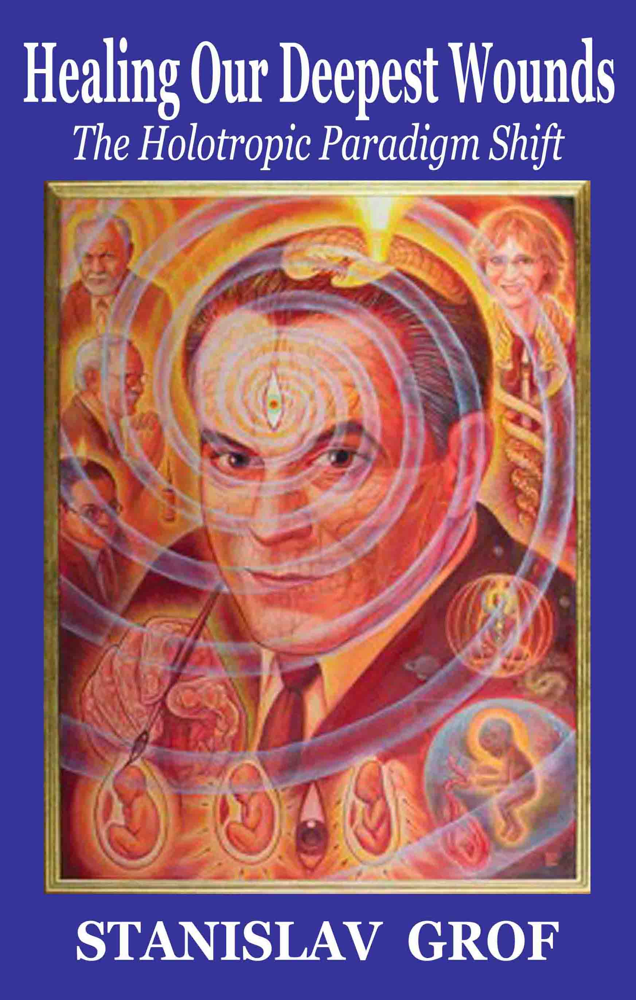 Healing Our Deepest Wounds
The Holotropic Paradigm Shift
STANISLAV GROF